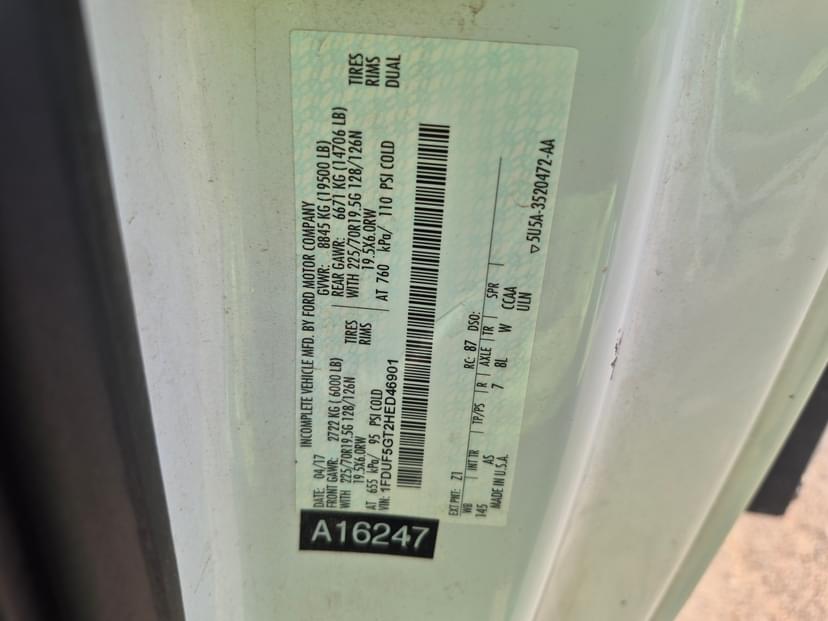 INCOMPLETE VEHICLE MFD. BY FORD MOTOR COMPANY
DATE: 04/17 GVWR: 8845 KG (19500 LB)
FRONT GAWR: 2722 KG ( 6000 LB) REAR GAWR: 6671 KG (14706 LB)
WITH 225/70R19.5G 128/126N TIRES WITH 225/70R19.5G 128/126N TIRES
19.5X6.0RW RIMS 19.5X6.0RW RIMS
AT 655 kPa/ 95 PSI COLD AT 760 kPa/ 110 PSI COLD DUAL
VIN: 1FDUF5GT2HED46901
EXT PNT: Z1 RC: 87 DSO:
WB INT TR TP/PS R AXLE TR SPR
145 AS 7 8L W CCAA
MADE IN U.S.A. ULN
▽5U5A-3520472-AA
A16247